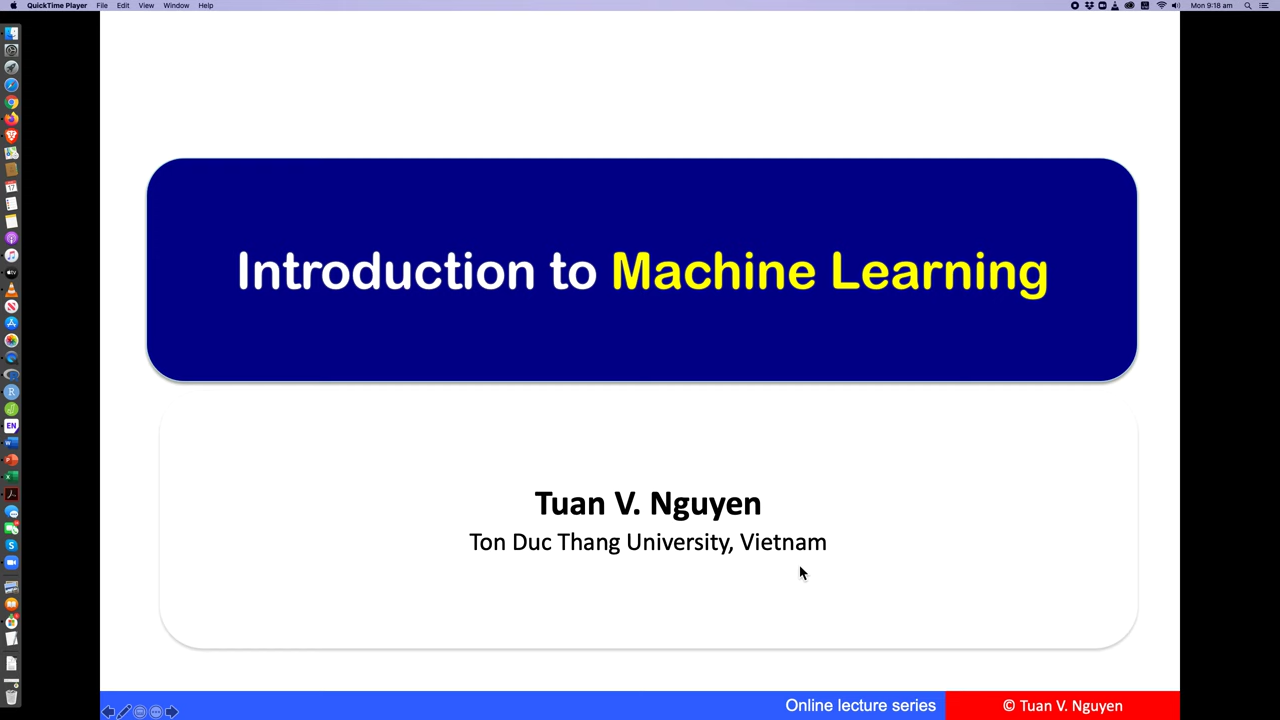 QuickTime Player File Edit View Window Help
Mon 9:18 am
Introduction to Machine Learning
Tuan V. Nguyen
Ton Duc Thang University, Vietnam
Online lecture series
© Tuan V. Nguyen
EN